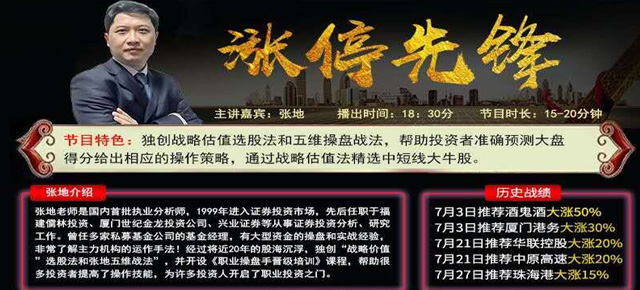 涨停先锋
主讲嘉宾：张地 播出时间：18：30分 节目时长：15-20分钟
节目特色：独创战略估值选股法和五维操盘战法，帮助投资者准确预测大盘
得分给出相应的操作策略，通过战略估值法精选中短线大牛股。
张地介绍
张地老师是国内首批执业分析师，1999年进入证券投资市场，先后任职于福
建儒林投资、厦门世纪金龙投资公司、兴业证券等从事证券投资分析、研究
工作。曾任多家私募基金公司的基金经理，有大型资金的操盘和实战经验，
非常了解主力机构的运作手法！经过将近20年的股海沉浮，独创“战略价值
”选股法和张地五维战法”，并开设《职业操盘手晋级培训》课程，帮助很
多投资者提高了操作技能，为许多投资人开启了职业投资之门。
历史战绩
7月3日推荐酒鬼酒大涨50%
7月3日推荐厦门港务大涨30%
7月21日推荐华联控股大涨20%
7月21日推荐中原高速大涨20%
7月27日推荐珠海港大涨15%